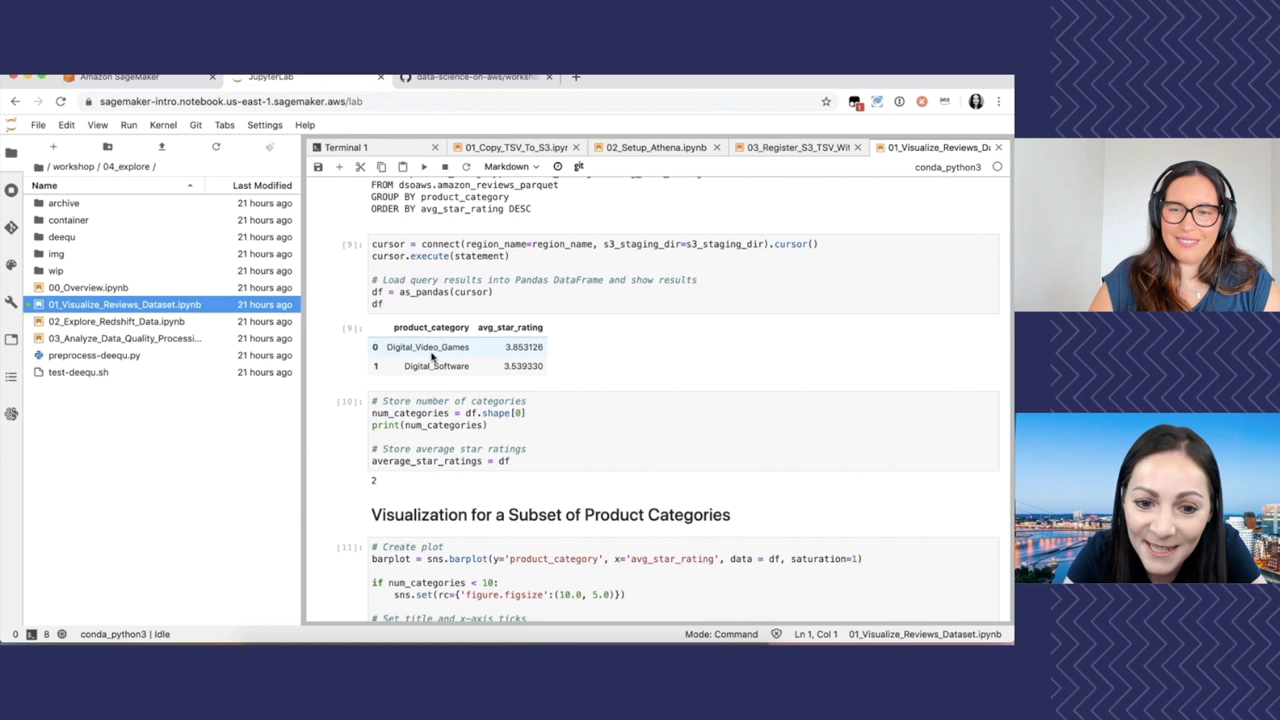 Amazon SageMaker
JupyterLab
data-science-on-aws/worksh
sagemaker-intro.notebook.us-east-1.sagemaker.aws/lab
File Edit View Run Kernel Git Tabs Settings Help
Terminal 1
01_Copy_TSV_To_S3.ipyr
02_Setup_Athena.ipynb
03_Register_S3_TSV_Wit
01_Visualize_Reviews_Da
/ workshop / 04_explore /
Markdown
git
conda_python3
Name Last Modified
archive 21 hours ago
container 21 hours ago
deequ 21 hours ago
img 21 hours ago
wip 21 hours ago
00_Overview.ipynb 21 hours ago
01_Visualize_Reviews_Dataset.ipynb 21 hours ago
02_Explore_Redshift_Data.ipynb 21 hours ago
03_Analyze_Data_Quality_Processi... 21 hours ago
preprocess-deequ.py 21 hours ago
test-deequ.sh 21 hours ago
FROM dsoaws.amazon_reviews_parquet
GROUP BY product_category
ORDER BY avg_star_rating DESC
[9]: cursor = connect(region_name=region_name, s3_staging_dir=s3_staging_dir).cursor()
cursor.execute(statement)
# Load query results into Pandas DataFrame and show results
df = as_pandas(cursor)
df
[9]: product_category avg_star_rating
0 Digital_Video_Games 3.853126
1 Digital_Software 3.539330
[10]: # Store number of categories
num_categories = df.shape[0]
print(num_categories)
# Store average star ratings
average_star_ratings = df
2
Visualization for a Subset of Product Categories
[11]: # Create plot
barplot = sns.barplot(y='product_category', x='avg_star_rating', data = df, saturation=1)
if num_categories < 10:
sns.set(rc={'figure.figsize':(10.0, 5.0)})
# Set title and x-axis ticks
0 8 conda_python3 | Idle
Mode: Command Ln 1, Col 1 01_Visualize_Reviews_Dataset.ipynb